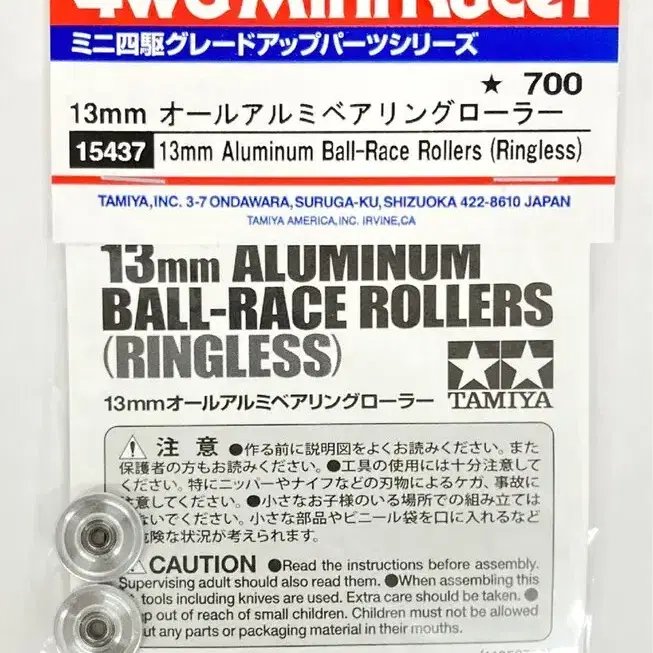 4WD Mini Racer
ミニ四駆グレードアップパーツシリーズ
★ 700
13mm オールアルミベアリングローラー
15437 13mm Aluminum Ball-Race Rollers (Ringless)
TAMIYA,INC. 3-7 ONDAWARA, SURUGA-KU, SHIZUOKA 422-8610 JAPAN
TAMIYA AMERICA, INC. IRVINE,CA
13mm ALUMINUM
BALL-RACE ROLLERS
(RINGLESS)
13mmオールアルミベアリングローラー
TAMIYA
注意 ●作る前に説明図をよくお読みください。また
保護者の方もお読みください。●工具の使用には十分注意して
ください。特にニッパーやナイフなどの刃物によるケガ、事故に
注意してください。●小さなお子様のいる場所での組み立ては
ないでください。小さな部品やビニール袋を口に入れるなど
危険な状況が考えられます。
CAUTION ●Read the instructions before assembly.
Supervising adult should also read them. ●When assembling this
tools including knives are used. Extra care should be taken. ●
out of reach of small children. Children must not be allowed
any parts or packaging material in their mouths.